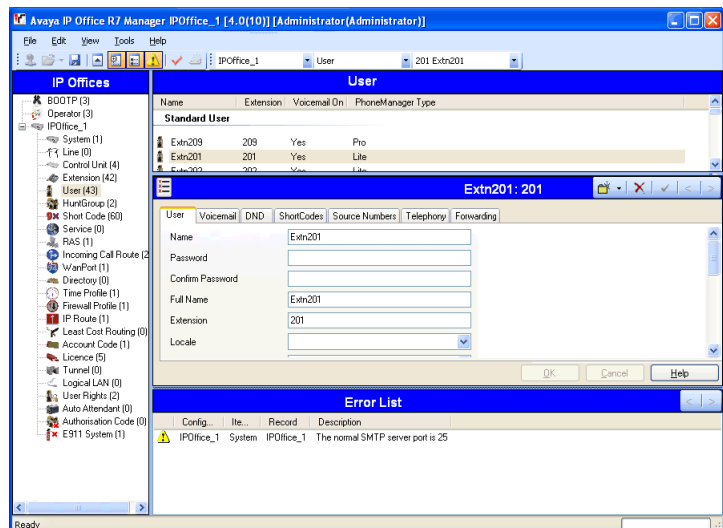 Avaya IP Office R7 Manager IPOffice_1 [4.0(10)] [Administrator(Administrator)]
File Edit View Tools Help
IPOffice_1 User 201 Extn201
IP Offices
BOOTP (3)
Operator (3)
IPOffice_1
System (1)
Line (0)
Control Unit (4)
Extension (42)
User (43)
HuntGroup (2)
Short Code (60)
Service (0)
RAS (1)
Incoming Call Route (2
WanPort (1)
Directory (0)
Time Profile (1)
Firewall Profile (1)
IP Route (1)
Least Cost Routing (0)
Account Code (1)
Licence (5)
Tunnel (0)
Logical LAN (0)
User Rights (2)
Auto Attendant (0)
Authorisation Code (0)
E911 System (1)
User
Name Extension Voicemail On PhoneManager Type
Standard User
Extn209 209 Yes Pro
Extn201 201 Yes Lite
Extn202 202 Yes Lite
Extn201: 201
User Voicemail DND ShortCodes Source Numbers Telephony Forwarding
Name Extn201
Password
Confirm Password
Full Name Extn201
Extension 201
Locale
OK Cancel Help
Error List
Config... Ite... Record Description
IPOffice_1 System IPOffice_1 The normal SMTP server port is 25
Ready